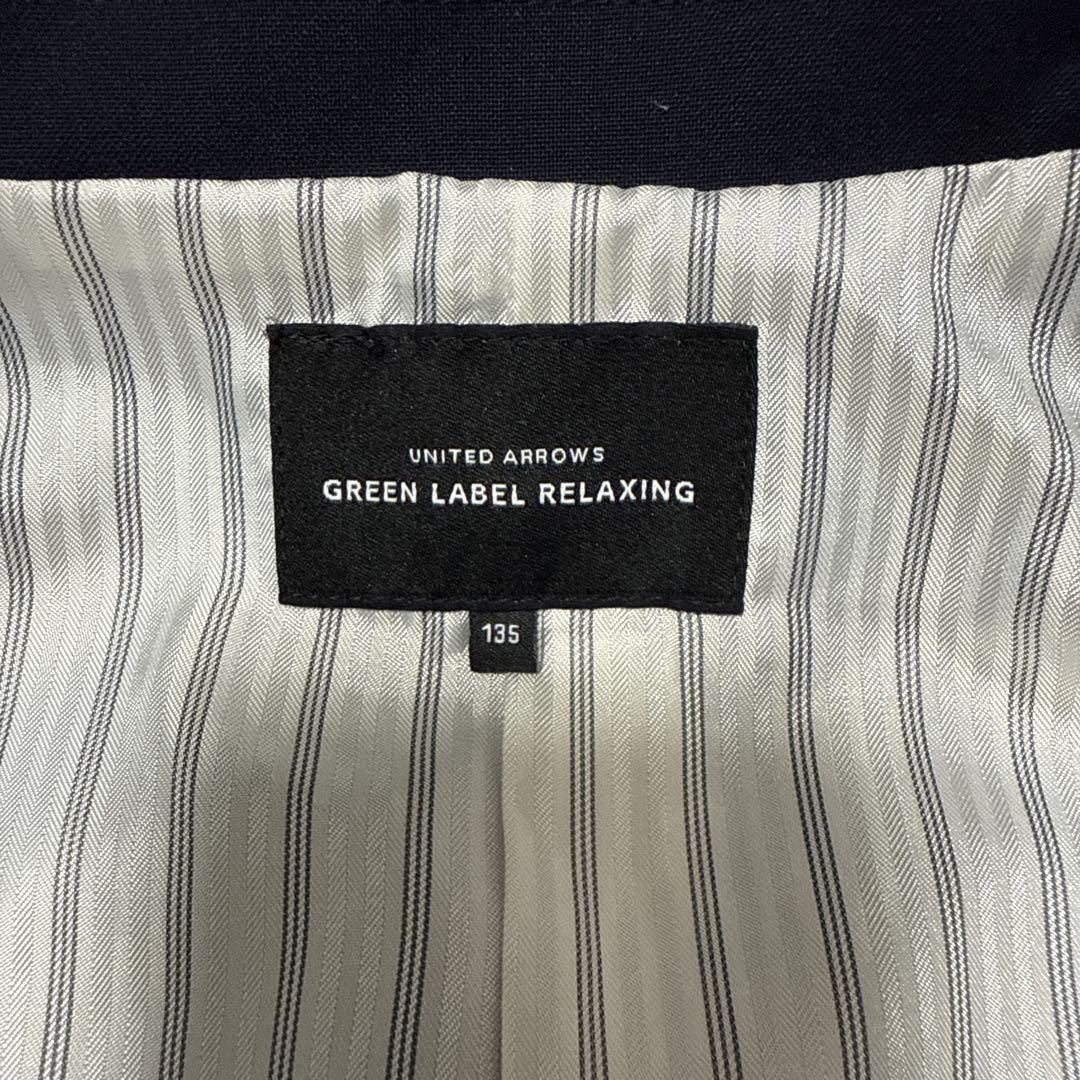 UNITED ARROWS
GREEN LABEL RELAXING
135